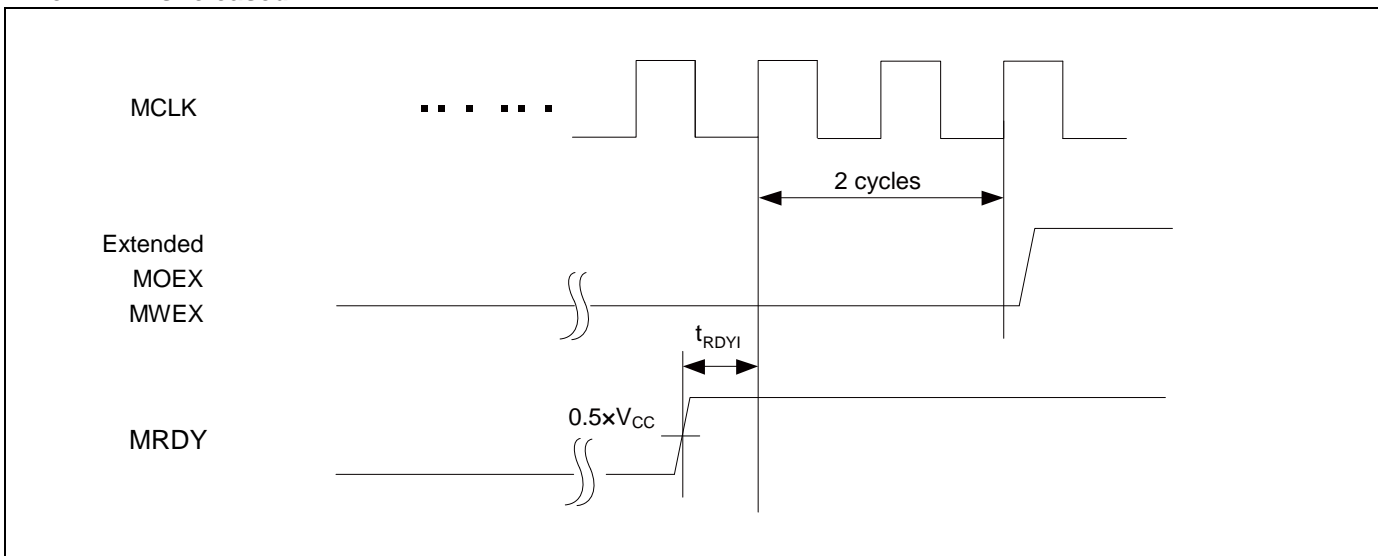 MCLK
2 cycles
Extended
MOEX
MWEX
tRDYI
0.5×VCC
MRDY